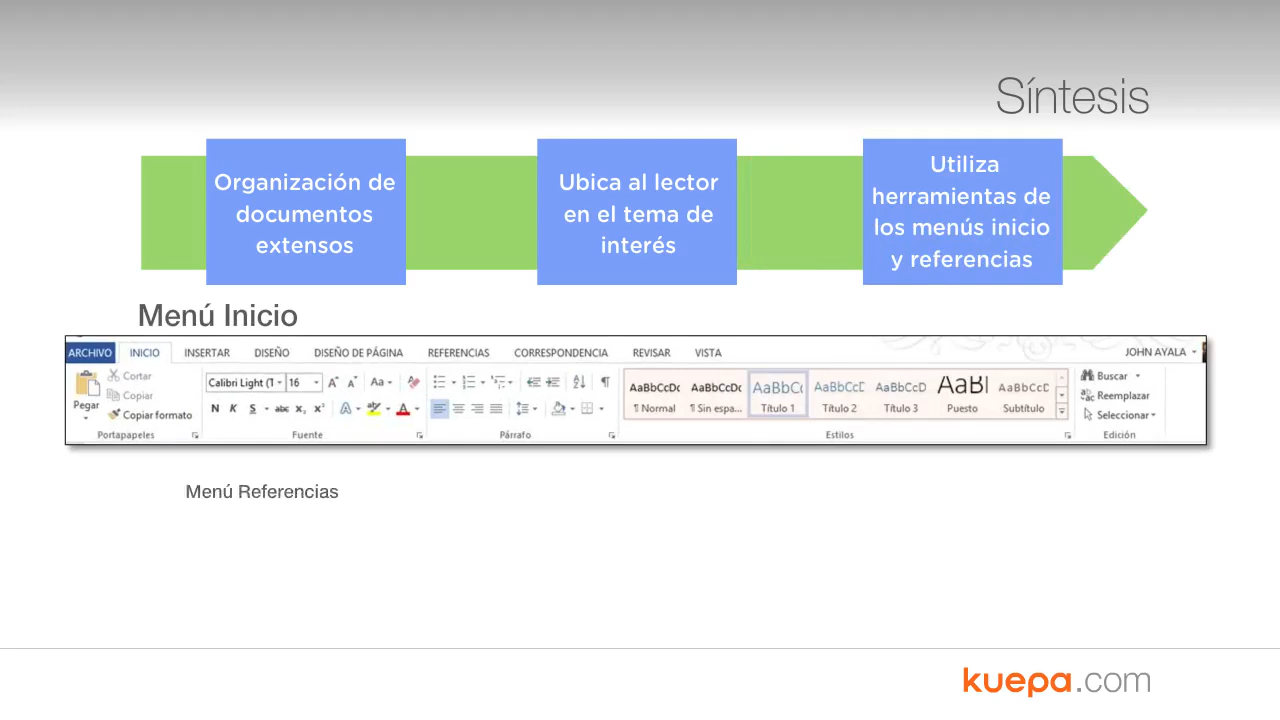 Síntesis
Organización de
documentos
extensos
Ubica al lector
en el tema de
interés
Utiliza
herramientas de
los menús inicio
y referencias
Menú Inicio
ARCHIVO INICIO INSERTAR DISEÑO DISEÑO DE PÁGINA REFERENCIAS CORRESPONDENCIA REVISAR VISTA JOHN AYALA
Pegar
Cortar
Copiar
Copiar formato
Portapapeles
Calibri Light (T 16
Aa
N K S abc x₂ x²
A aby A
Fuente
Párrafo
AaBbCcDc AaBbCcDc AaBbC AaBbCcD AaBbCcD AaBl AaBbCcD
¶ Normal ¶ Sin espa... Título 1 Título 2 Título 3 Puesto Subtítulo
Estilos
Buscar
Reemplazar
Seleccionar
Edición
Menú Referencias
kuepa.com